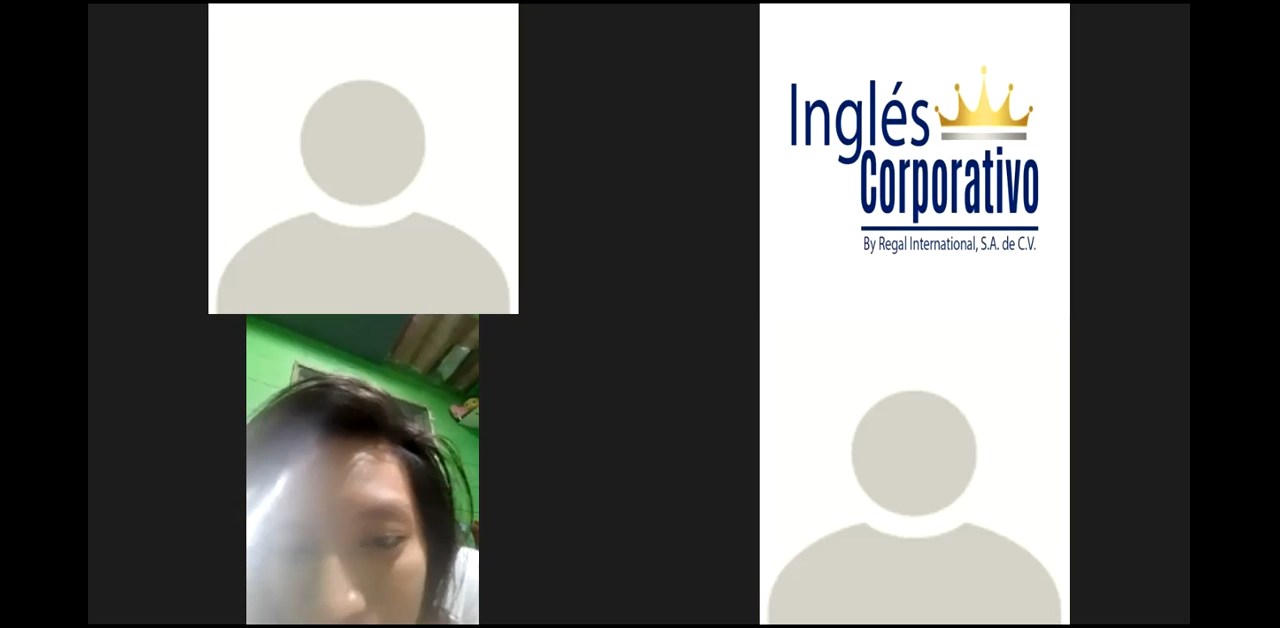 Inglés
Corporativo
By Regal International, S.A. de C.V.